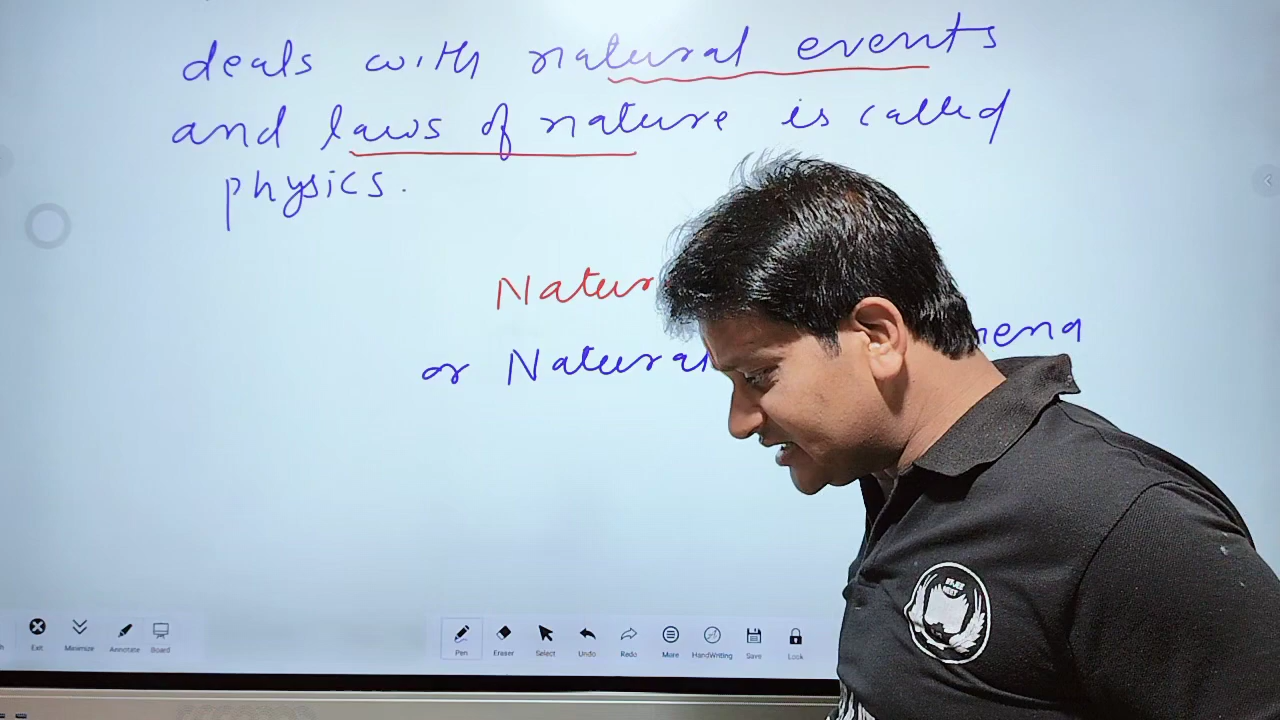 deals with natural events
and laws of nature is called
physics.
Natur
or Natural mena
Exit Minimize Annotate Board Pen Eraser Select Undo Redo More HandWriting Save Lock